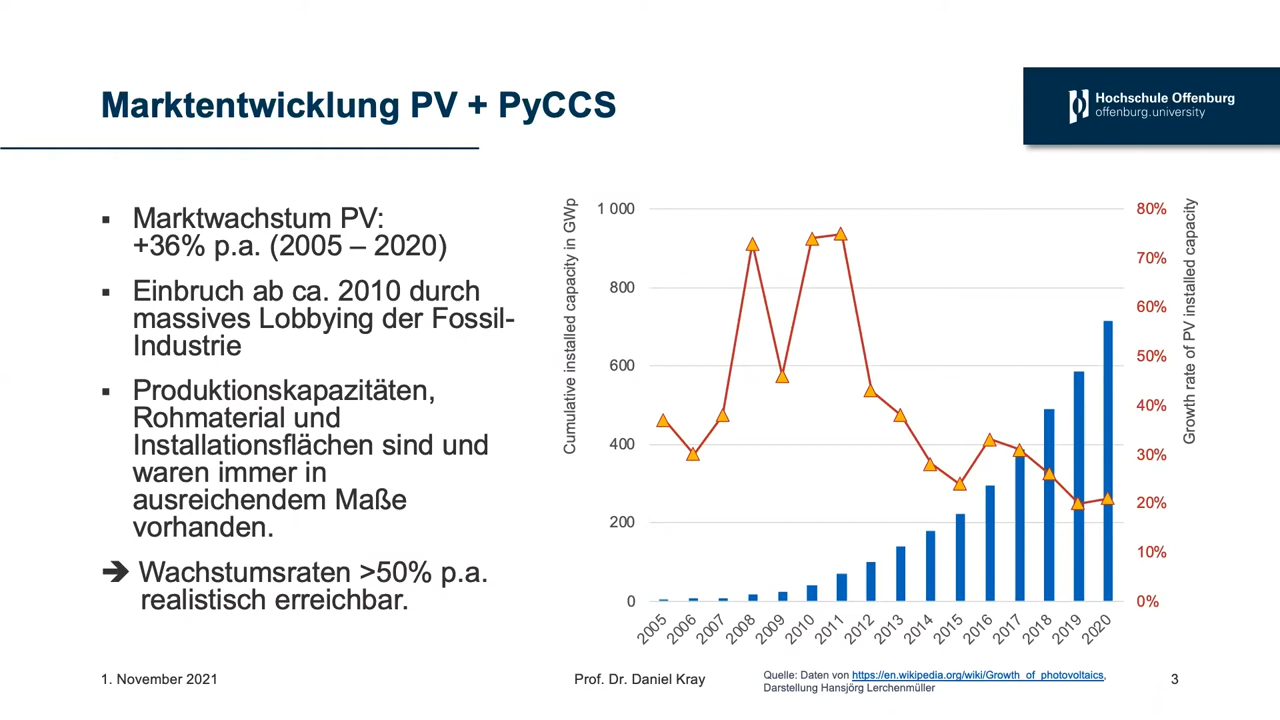 Marktentwicklung PV + PyCCS
Hochschule Offenburg
offenburg.university
▪ Marktwachstum PV:
+36% p.a. (2005 – 2020)
▪ Einbruch ab ca. 2010 durch
massives Lobbying der Fossil-
Industrie
▪ Produktionskapazitäten,
Rohmaterial und
Installationsflächen sind und
waren immer in
ausreichendem Maße
vorhanden.
➔ Wachstumsraten >50% p.a.
realistisch erreichbar.
Cumulative installed capacity in GWp
1 000
800
600
400
200
0
80%
70%
60%
50%
40%
30%
20%
10%
0%
Growth rate of PV installed capacity
2005
2006
2007
2008
2009
2010
2011
2012
2013
2014
2015
2016
2017
2018
2019
2020
1. November 2021
Prof. Dr. Daniel Kray
Quelle: Daten von https://en.wikipedia.org/wiki/Growth_of_photovoltaics,
Darstellung Hansjörg Lerchenmüller
3